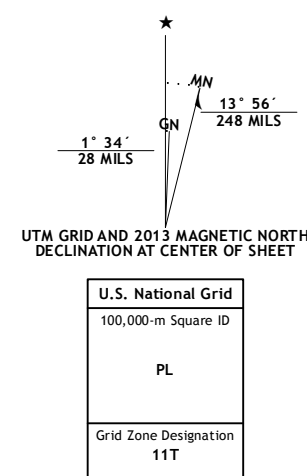 ★
MN
GN
13° 56´
248 MILS
1° 34´
28 MILS
UTM GRID AND 2013 MAGNETIC NORTH
DECLINATION AT CENTER OF SHEET
U.S. National Grid
100,000-m Square ID
PL
Grid Zone Designation
11T